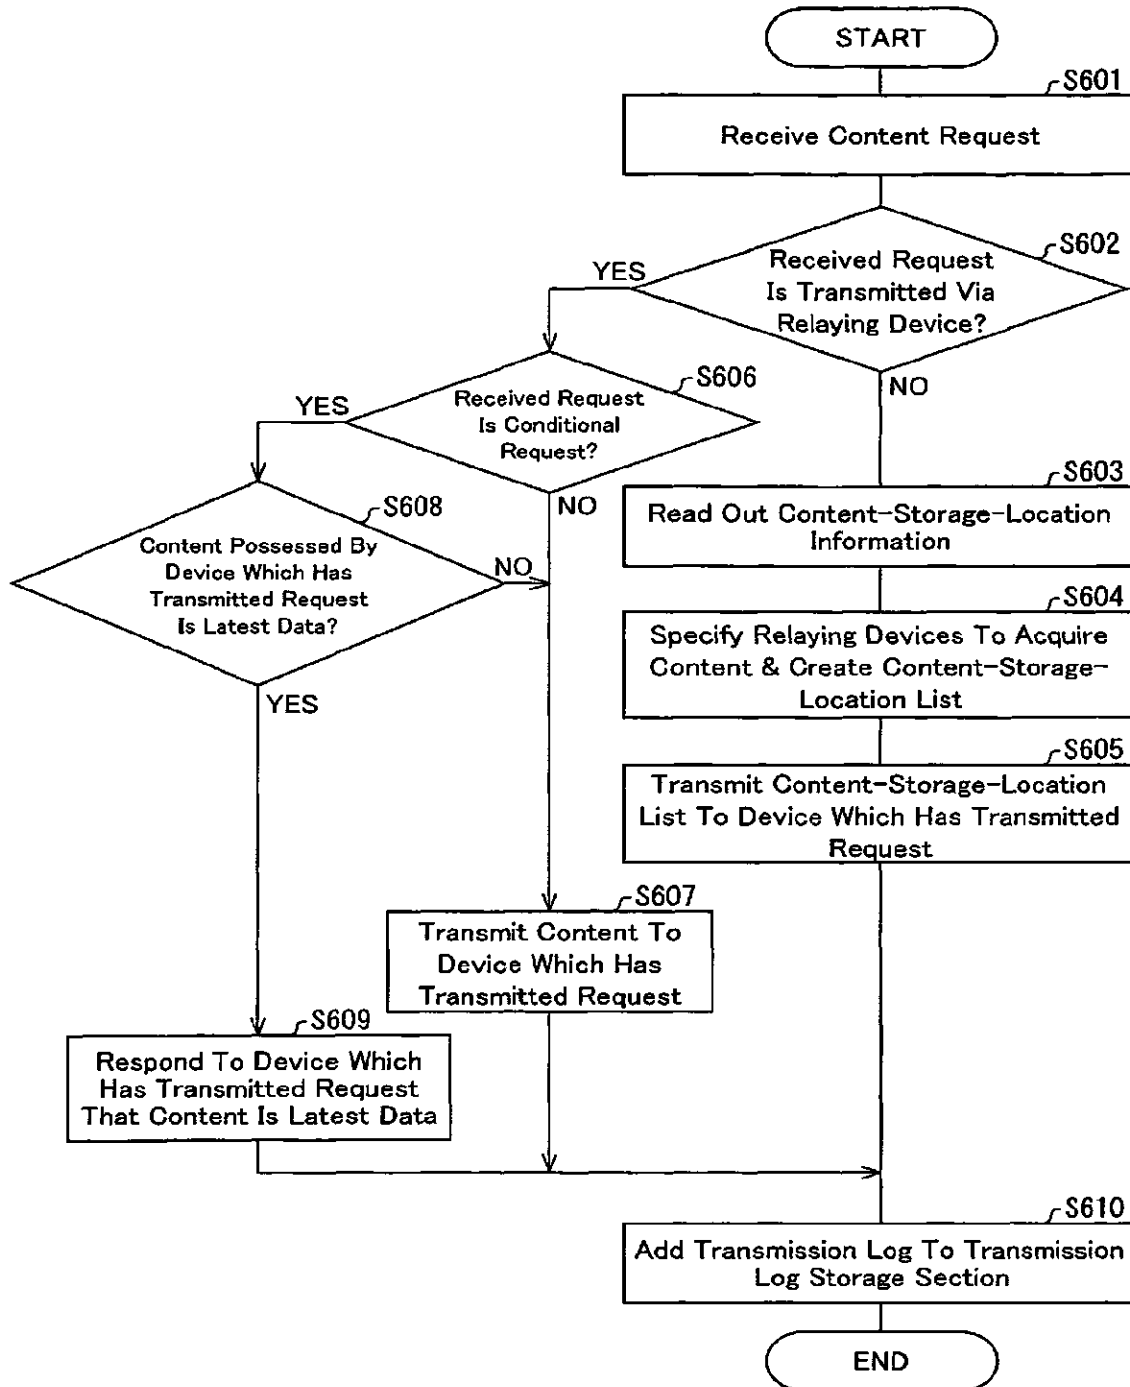 START
S601
Receive Content Request
S602
Received Request
Is Transmitted Via
Relaying Device?
YES
NO
S606
Received Request
Is Conditional
Request?
YES
NO
S603
Read Out Content-Storage-Location
Information
S608
Content Possessed By
Device Which Has
Transmitted Request
Is Latest Data?
NO
YES
S604
Specify Relaying Devices To Acquire
Content & Create Content-Storage-
Location List
S605
Transmit Content-Storage-Location
List To Device Which Has Transmitted
Request
S607
Transmit Content To
Device Which Has
Transmitted Request
S609
Respond To Device Which
Has Transmitted Request
That Content Is Latest Data
S610
Add Transmission Log To Transmission
Log Storage Section
END